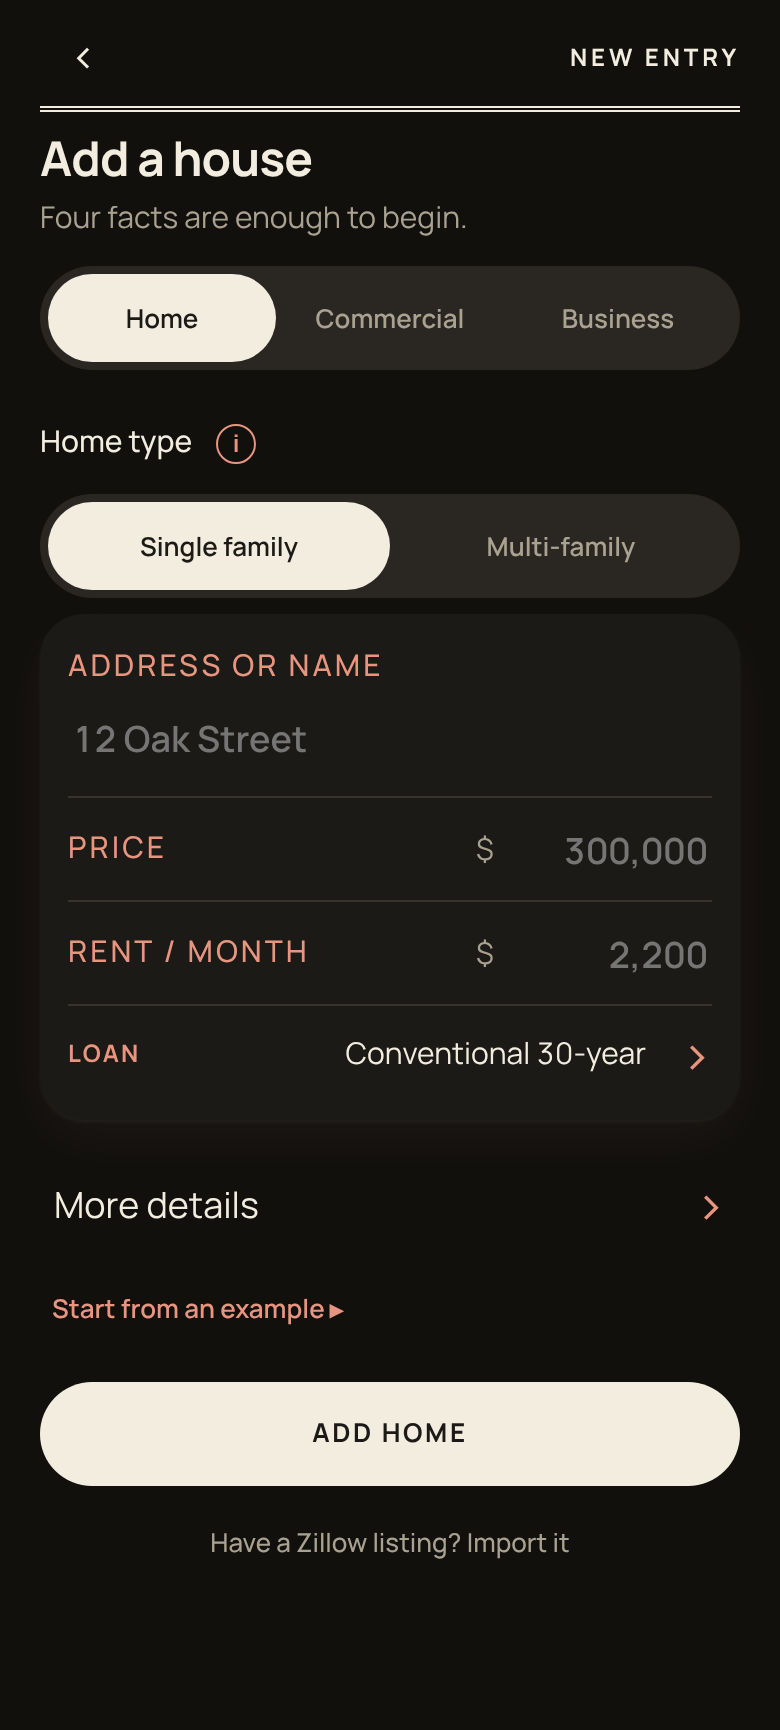 NEW ENTRY
Add a house
Four facts are enough to begin.
Home Commercial Business
Home type i
Single family Multi-family
ADDRESS OR NAME
12 Oak Street
PRICE $ 300,000
RENT / MONTH $ 2,200
LOAN Conventional 30-year
More details
Start from an example ▸
ADD HOME
Have a Zillow listing? Import it